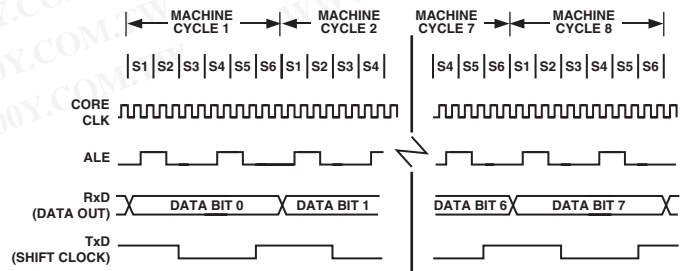 MACHINE CYCLE 1
MACHINE CYCLE 2
MACHINE CYCLE 7
MACHINE CYCLE 8
S1 S2 S3 S4 S5 S6 S1 S2 S3 S4
S4 S5 S6 S1 S2 S3 S4 S5 S6
CORE CLK
ALE
RxD (DATA OUT)
DATA BIT 0
DATA BIT 1
DATA BIT 6
DATA BIT 7
TxD (SHIFT CLOCK)